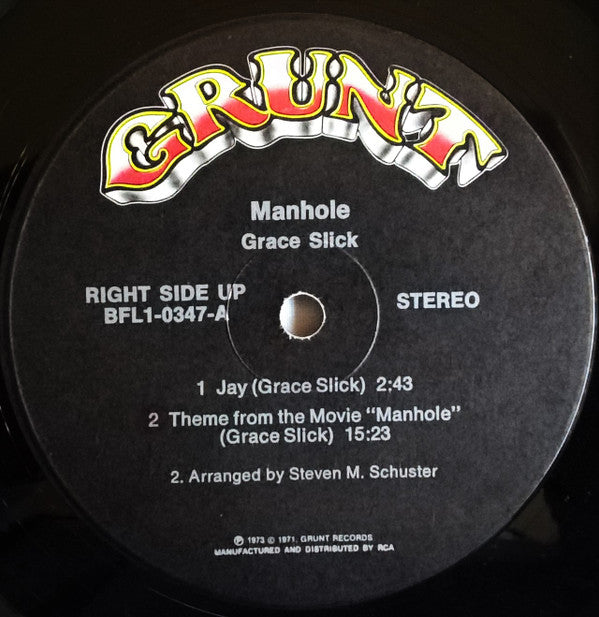 GRUNT
Manhole
Grace Slick
RIGHT SIDE UP
BFL1-0347-A
STEREO
1 Jay (Grace Slick) 2:43
2 Theme from the Movie “Manhole”
(Grace Slick) 15:23
2. Arranged by Steven M. Schuster
℗ 1973 © 1971, GRUNT RECORDS
MANUFACTURED AND DISTRIBUTED BY RCA